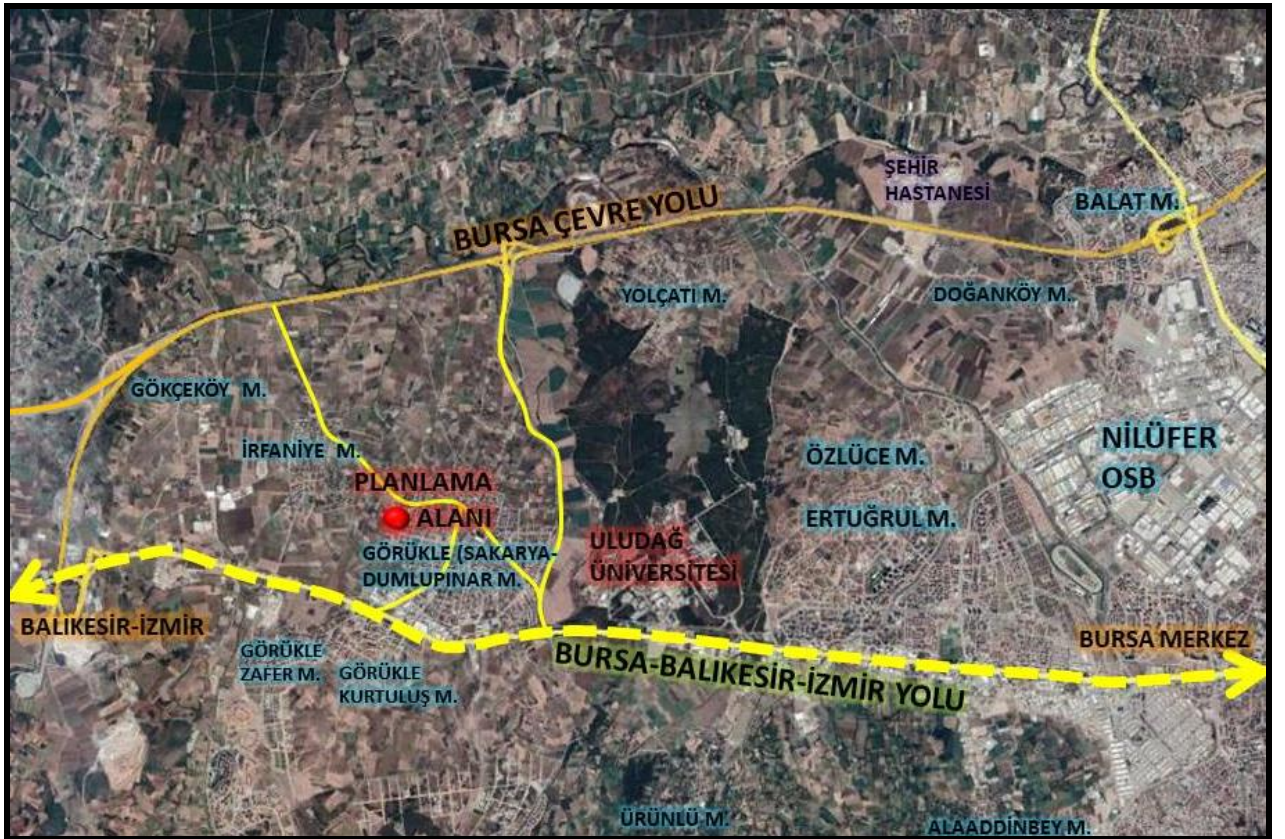 ŞEHİR
HASTANESİ
BALAT M.
BURSA ÇEVRE YOLU
YOLÇATI M.
DOĞANKÖY M.
GÖKÇEKÖY M.
İRFANİYE M.
ÖZLÜCE M.
NİLÜFER
OSB
PLANLAMA
ALANI
ERTUĞRUL M.
GÖRÜKLE (SAKARYA-
DUMLUPINAR M.)
ULUDAĞ
ÜNİVERSİTESİ
BALIKESİR-İZMİR
BURSA MERKEZ
GÖRÜKLE
ZAFER M.
GÖRÜKLE
KURTULUŞ M.
BURSA-BALIKESİR-İZMİR YOLU
ÜRÜNLÜ M.
ALAADDİNBEY M.